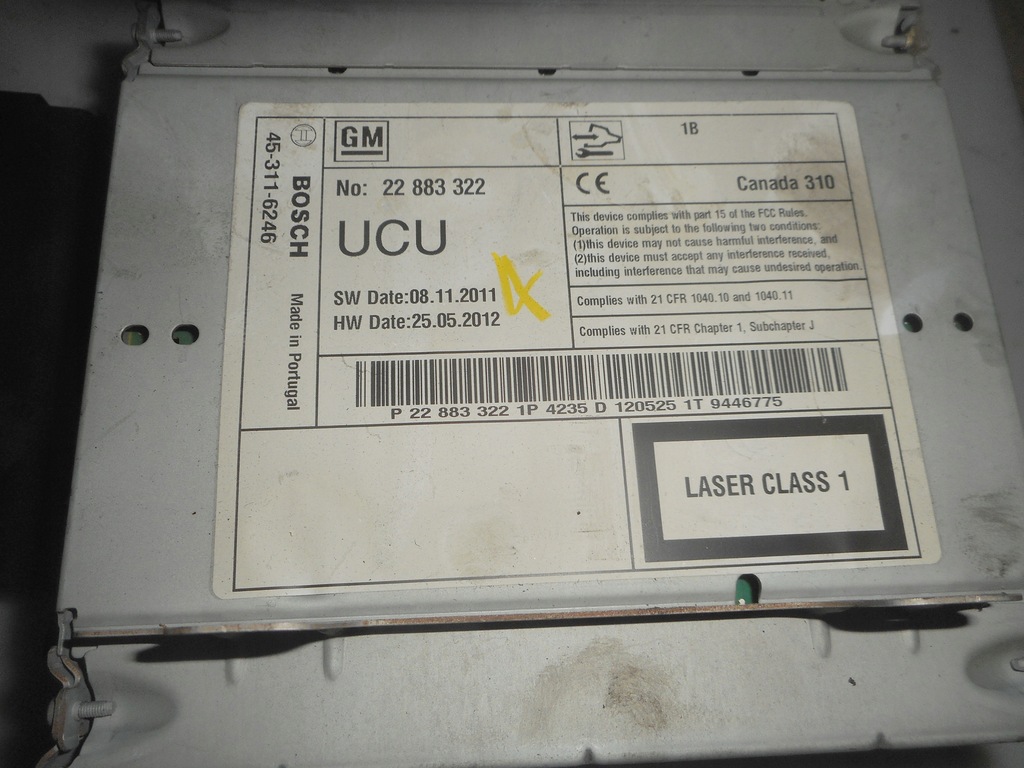 BOSCH Made in Portugal
45-311-6246
GM
No: 22 883 322
UCU
SW Date:08.11.2011
HW Date:25.05.2012
1B
CE Canada 310
This device complies with part 15 of the FCC Rules.
Operation is subject to the following two conditions:
(1)this device may not cause harmful interference, and
(2)this device must accept any interference received,
including interference that may cause undesired operation.
Complies with 21 CFR 1040.10 and 1040.11
Complies with 21 CFR Chapter 1, Subchapter J
P 22 883 322 1P 4235 D 120525 1T 9446775
LASER CLASS 1